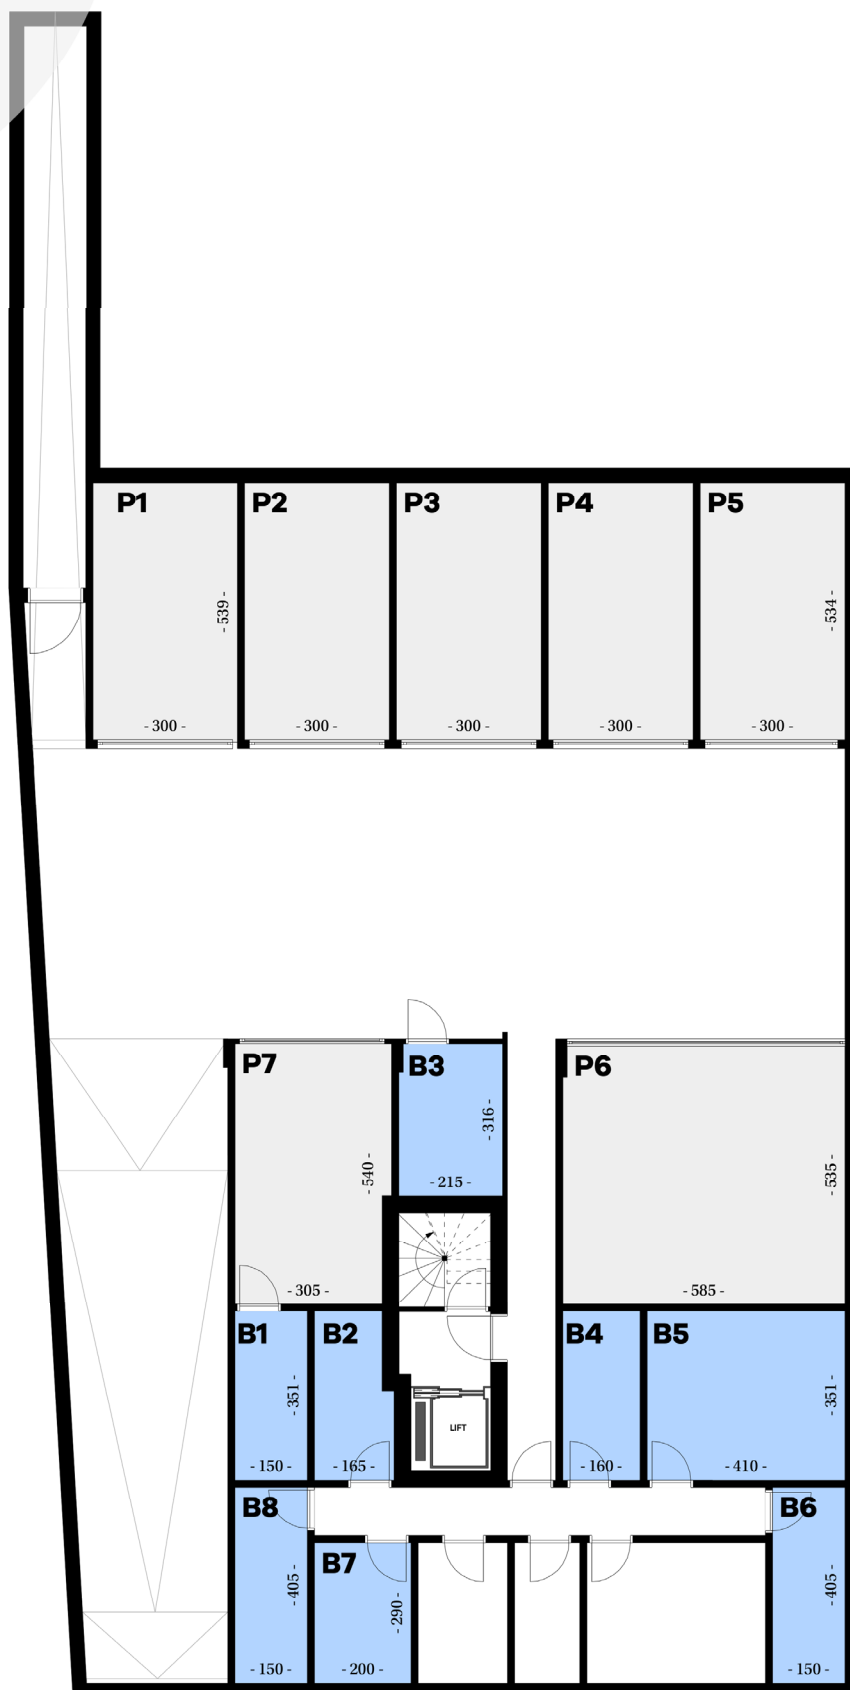 P1
P2
P3
P4
P5
- 539 -
- 534 -
- 300 -
- 300 -
- 300 -
- 300 -
- 300 -
P7
B3
P6
- 316 -
- 540 -
- 535 -
- 215 -
- 305 -
- 585 -
B1
B2
B4
B5
- 351 -
- 351 -
LIFT
- 150 -
- 165 -
- 160 -
- 410 -
B8
B6
B7
- 405 -
- 290 -
- 405 -
- 150 -
- 200 -
- 150 -